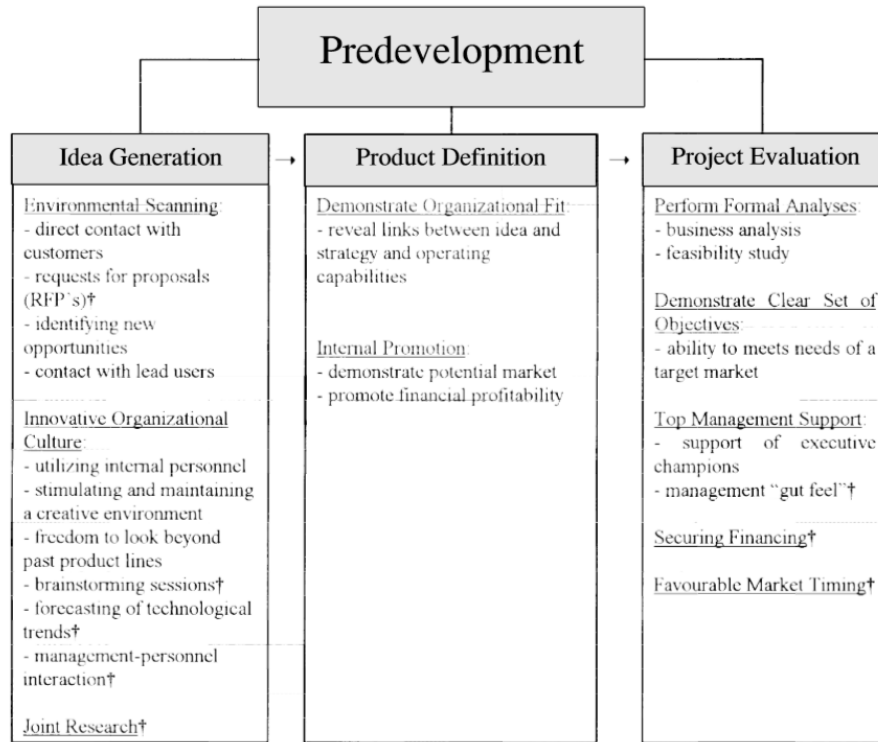 Predevelopment
Idea Generation
Environmental Scanning:
- direct contact with
customers
- requests for proposals
(RFP`s)†
- identifying new
opportunities
- contact with lead users
Innovative Organizational
Culture:
- utilizing internal personnel
- stimulating and maintaining
a creative environment
- freedom to look beyond
past product lines
- brainstorming sessions†
- forecasting of technological
trends†
- management-personnel
interaction†
Joint Research†
Product Definition
Demonstrate Organizational Fit:
- reveal links between idea and
strategy and operating
capabilities
Internal Promotion:
- demonstrate potential market
- promote financial profitability
Project Evaluation
Perform Formal Analyses:
- business analysis
- feasibility study
Demonstrate Clear Set of
Objectives:
- ability to meets needs of a
target market
Top Management Support:
- support of executive
champions
- management “gut feel”†
Securing Financing†
Favourable Market Timing†